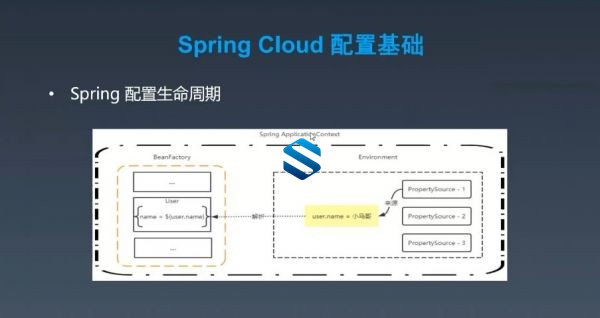 Spring Cloud 配置基础
• Spring 配置生命周期
Spring ApplicationContext
BeanFactory
Environment
...
User
name = ${user.name}
...
解析
user.name = 小马哥
来源
PropertySource - 1
PropertySource - 2
PropertySource - 3